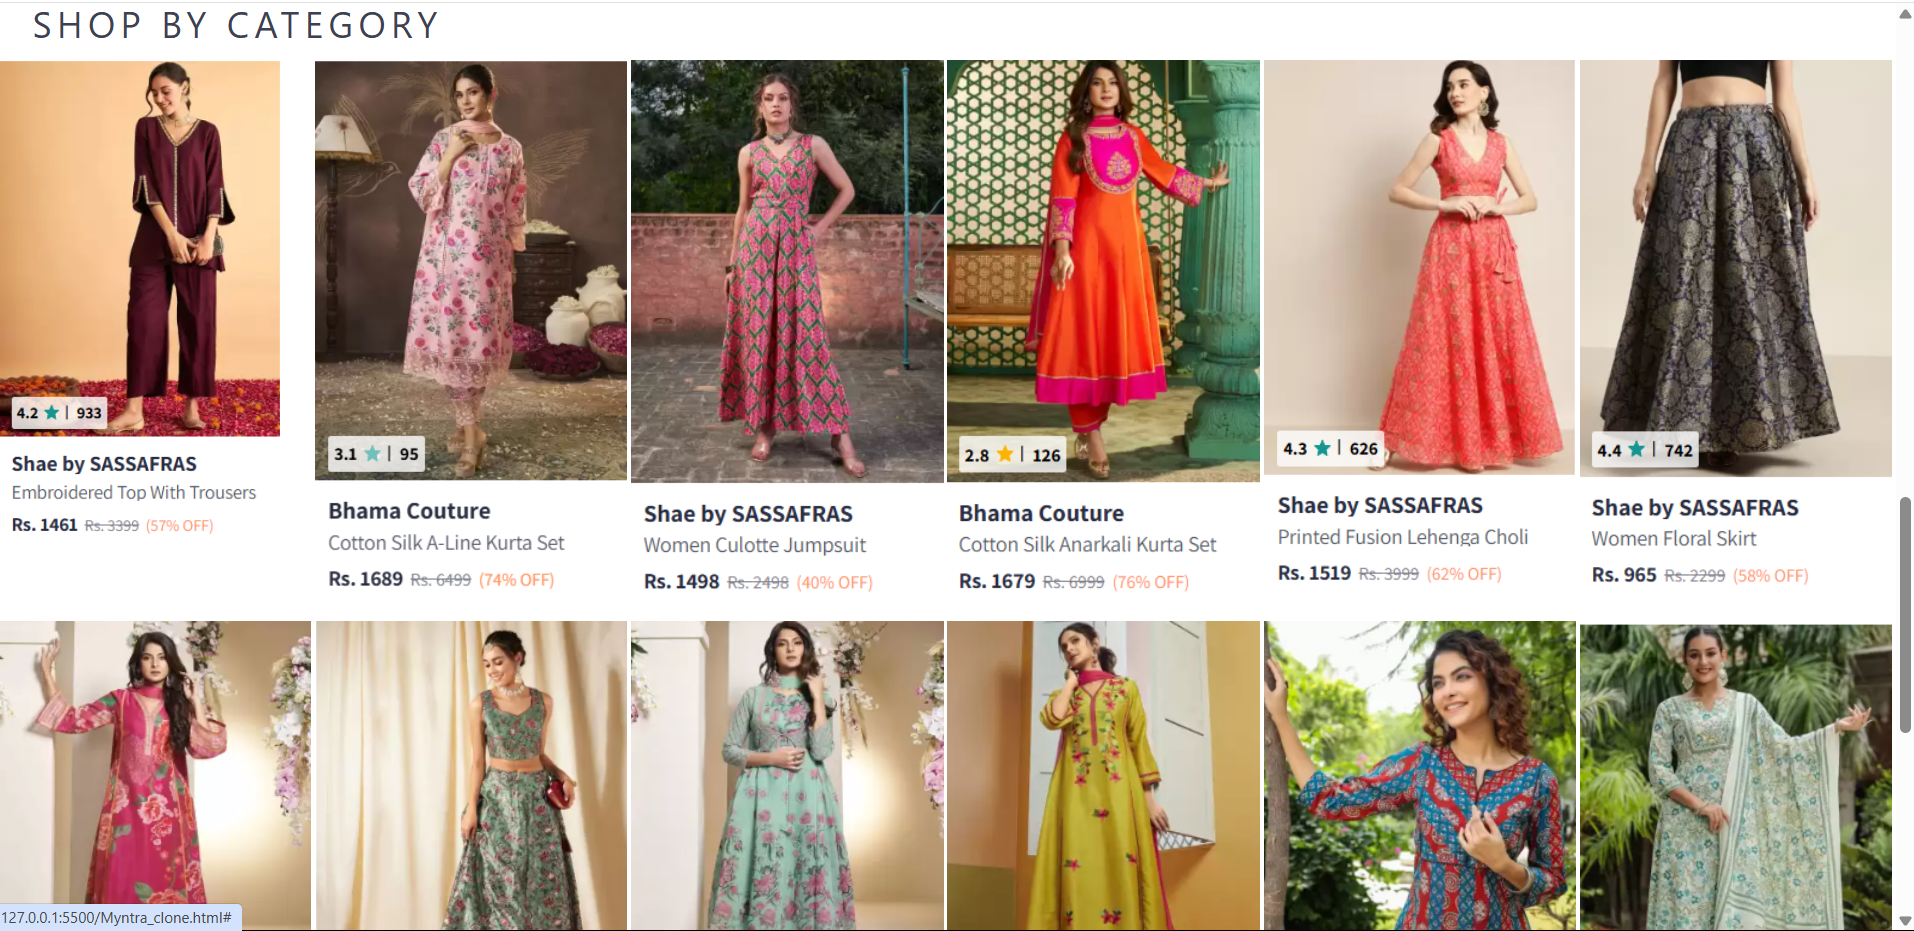 SHOP BY CATEGORY
4.2 ★ | 933
Shae by SASSAFRAS
Embroidered Top With Trousers
Rs. 1461 Rs. 3399 (57% OFF)
3.1 ★ | 95
Bhama Couture
Cotton Silk A-Line Kurta Set
Rs. 1689 Rs. 6499 (74% OFF)
Shae by SASSAFRAS
Women Culotte Jumpsuit
Rs. 1498 Rs. 2498 (40% OFF)
2.8 ★ | 126
Bhama Couture
Cotton Silk Anarkali Kurta Set
Rs. 1679 Rs. 6999 (76% OFF)
4.3 ★ | 626
Shae by SASSAFRAS
Printed Fusion Lehenga Choli
Rs. 1519 Rs. 3999 (62% OFF)
4.4 ★ | 742
Shae by SASSAFRAS
Women Floral Skirt
Rs. 965 Rs. 2299 (58% OFF)
127.0.0.1:5500/Myntra_clone.html#